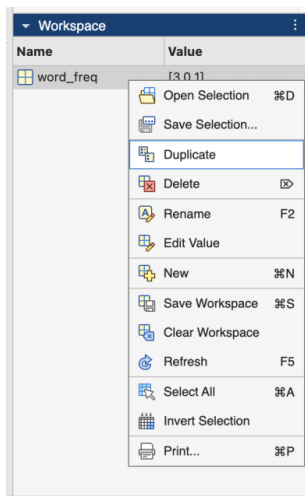 Workspace
Name Value
word_freq [3 0 1]
Open Selection ⌘D
Save Selection...
Duplicate
Delete ⌦
Rename F2
Edit Value
New ⌘N
Save Workspace ⌘S
Clear Workspace
Refresh F5
Select All ⌘A
Invert Selection
Print... ⌘P